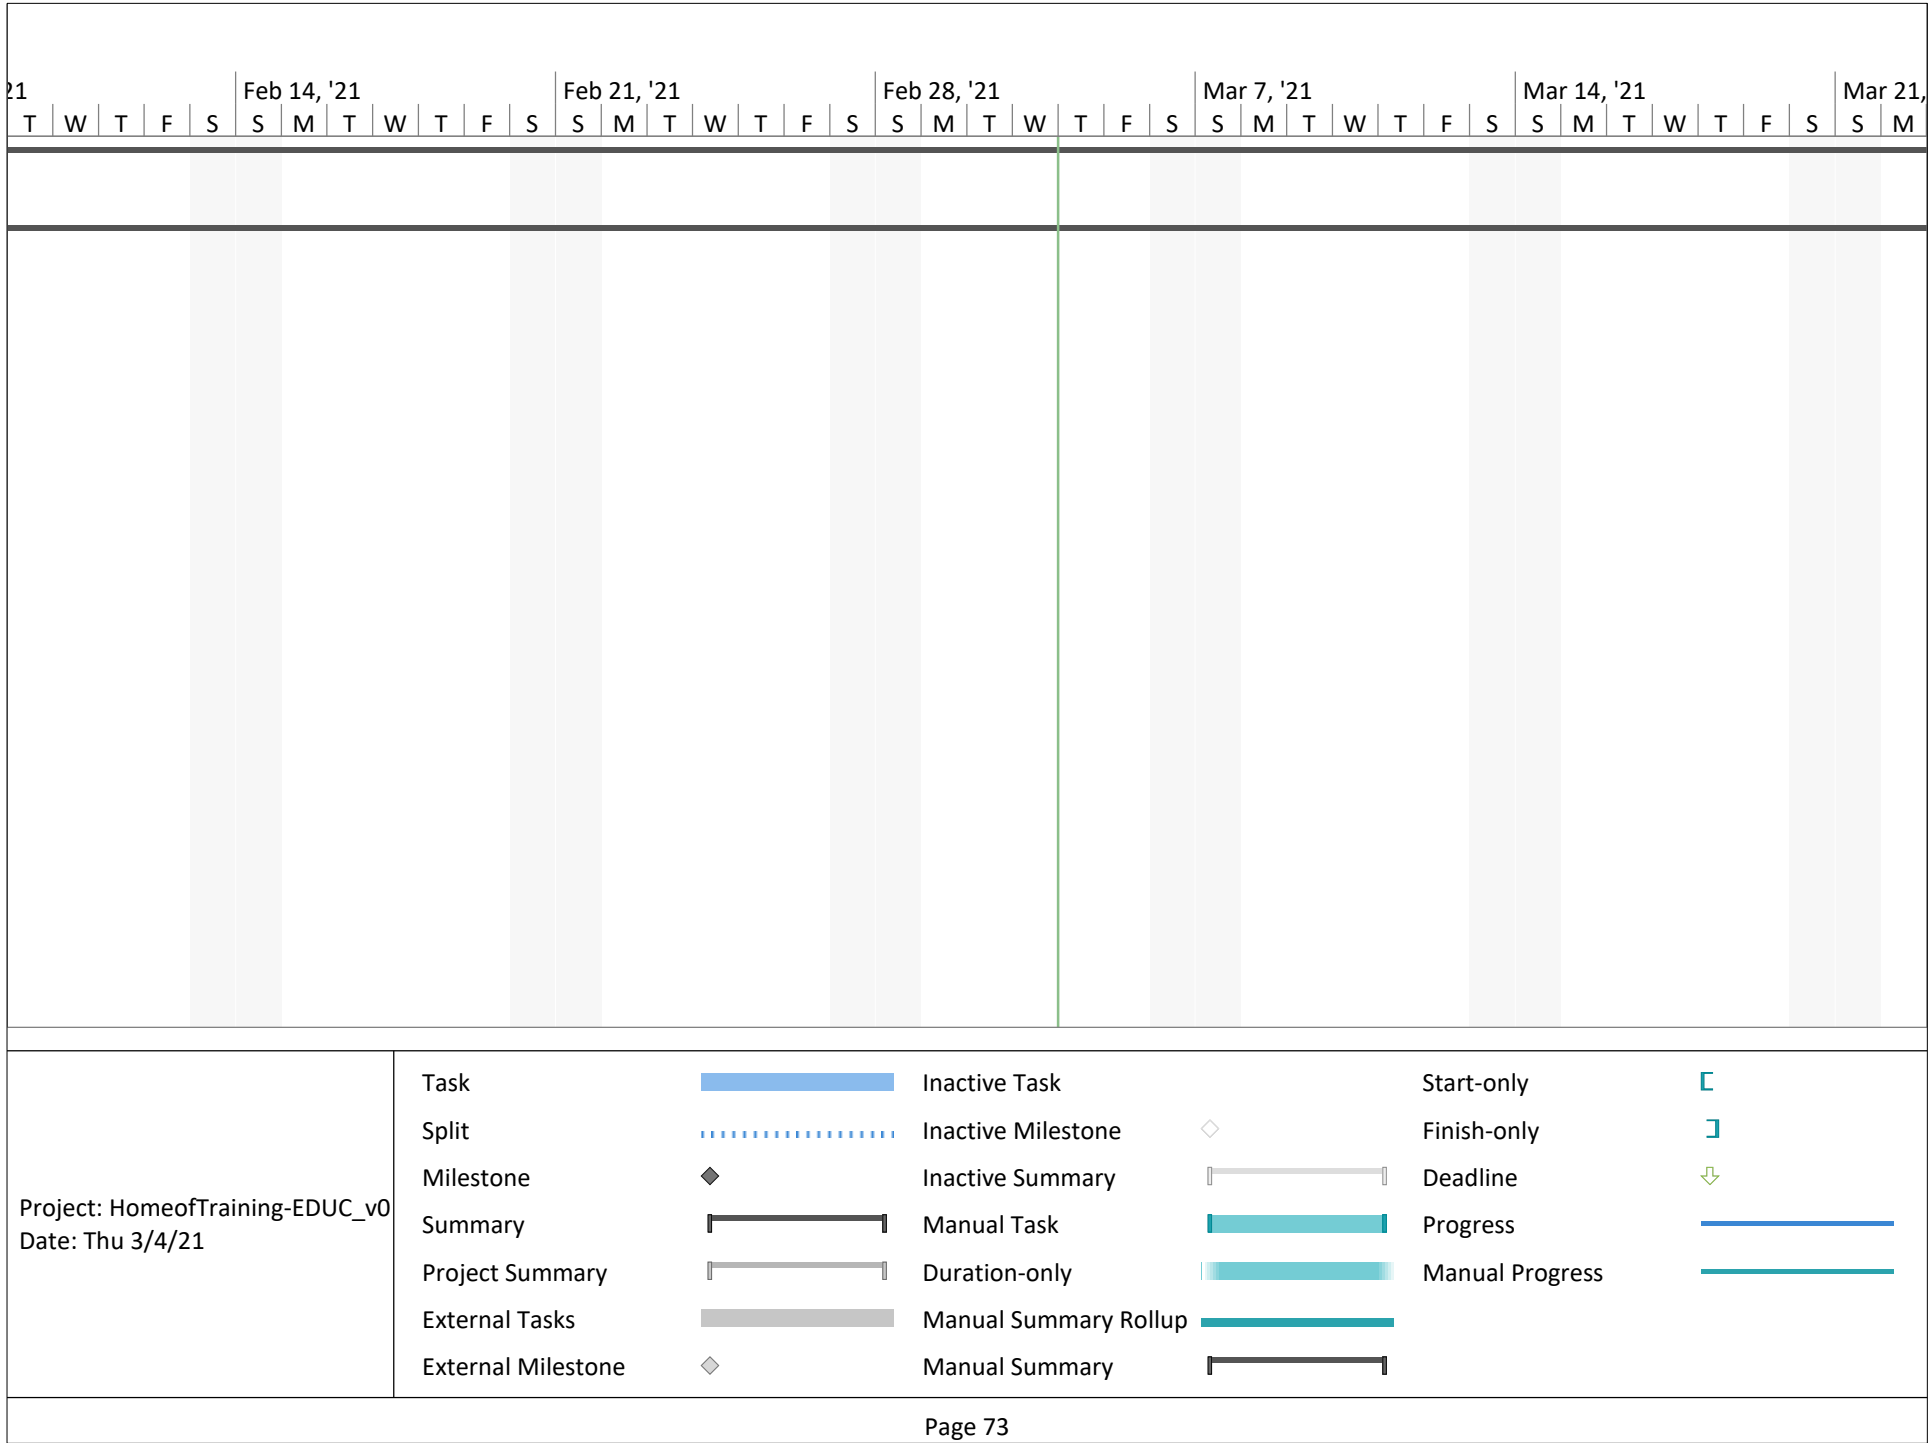 21 Feb 14, '21 Feb 21, '21 Feb 28, '21 Mar 7, '21 Mar 14, '21 Mar 21,
T W T F S S M T W T F S S M T W T F S S M T W T F S S M T W T F S S M T W T F S S M
Project: HomeofTraining-EDUC_v0
Date: Thu 3/4/21
Task
Split
Milestone
Summary
Project Summary
External Tasks
External Milestone
Inactive Task
Inactive Milestone
Inactive Summary
Manual Task
Duration-only
Manual Summary Rollup
Manual Summary
Start-only
Finish-only
Deadline
Progress
Manual Progress
Page 73